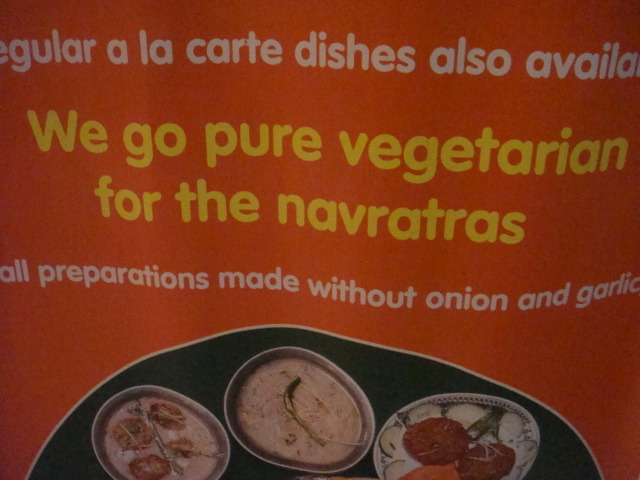 egular a la carte dishes also availa
We go pure vegetarian
for the navratras
all preparations made without onion and garlic